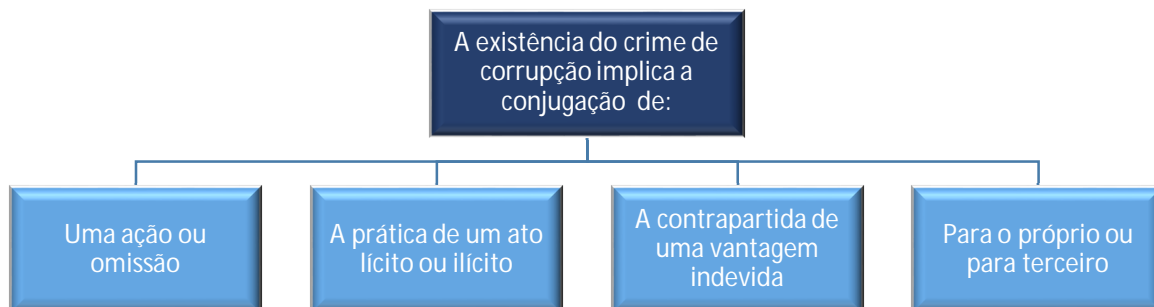 A existência do crime de
corrupção implica a
conjugação de:
Uma ação ou
omissão
A prática de um ato
lícito ou ilícito
A contrapartida de
uma vantagem
indevida
Para o próprio ou
para terceiro